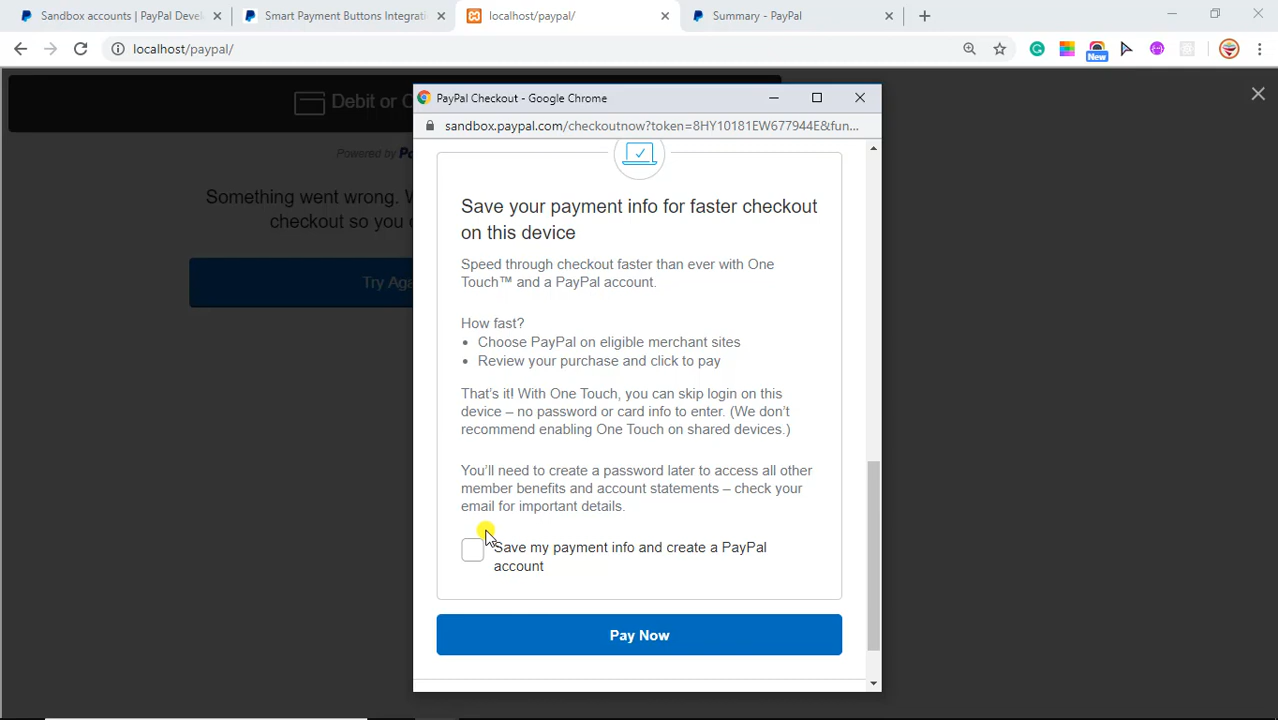 Sandbox accounts | PayPal Devel
Smart Payment Buttons Integrati
localhost/paypal/
Summary - PayPal
localhost/paypal/
New
Debit or C
Powered by
Something went wrong. W
checkout so you
Try Aga
PayPal Checkout - Google Chrome
sandbox.paypal.com/checkoutnow?token=8HY10181EW677944E&fun...
Save your payment info for faster checkout
on this device
Speed through checkout faster than ever with One
Touch™ and a PayPal account.
How fast?
• Choose PayPal on eligible merchant sites
• Review your purchase and click to pay
That's it! With One Touch, you can skip login on this
device – no password or card info to enter. (We don't
recommend enabling One Touch on shared devices.)
You'll need to create a password later to access all other
member benefits and account statements – check your
email for important details.
Save my payment info and create a PayPal
account
Pay Now